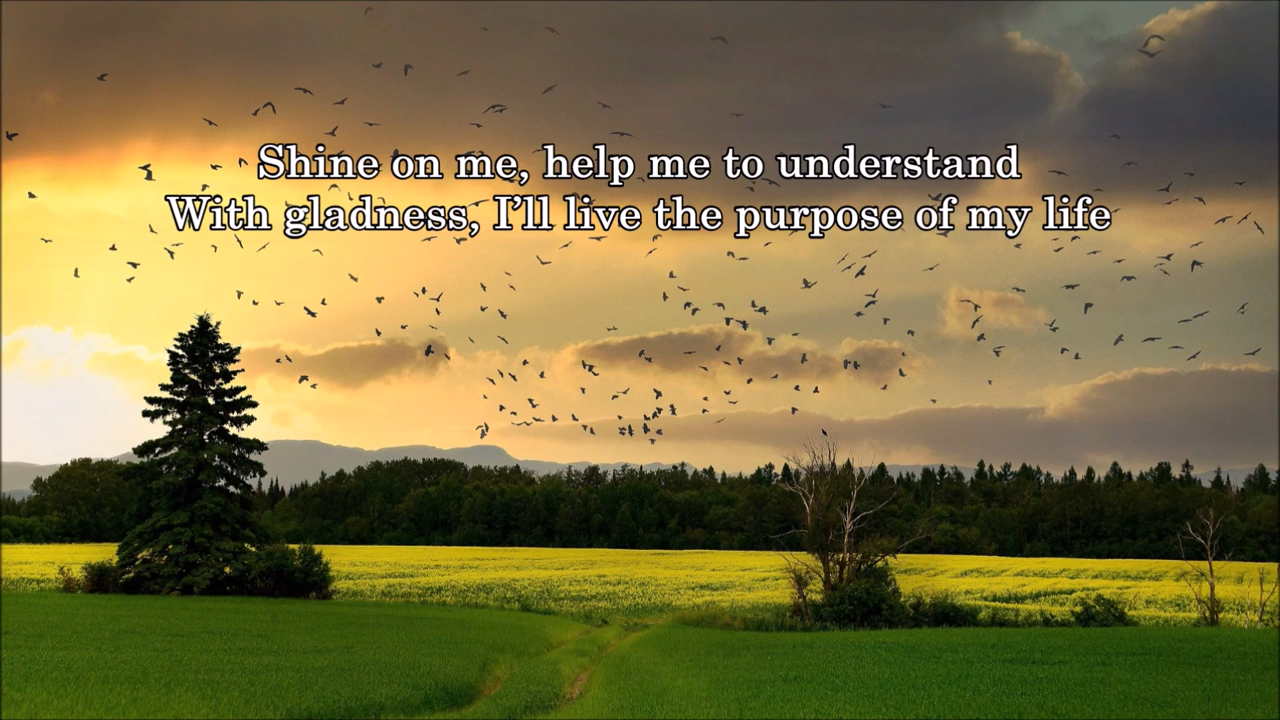 Shine on me, help me to understand
With gladness, I’ll live the purpose of my life